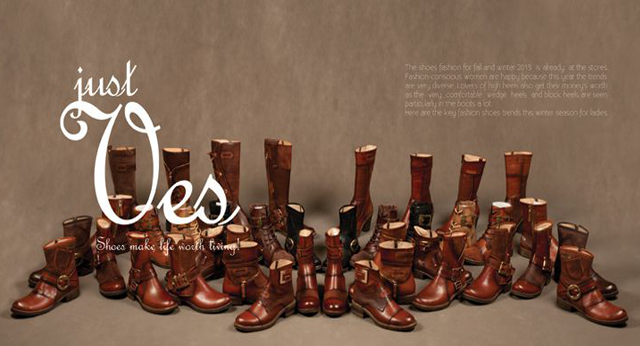 just
Ves
Shoes make life worth living!
The shoes fashion for fall and winter 2013 is already at the stores.
Fashion-conscious women are happy because this year the trends
are very diverse. Lovers of high heels also get their money's worth
as the very comfortable wedge heels and block heels are seen
particularly in the boots a lot.
Here are the key fashion shoes trends this winter season for ladies.